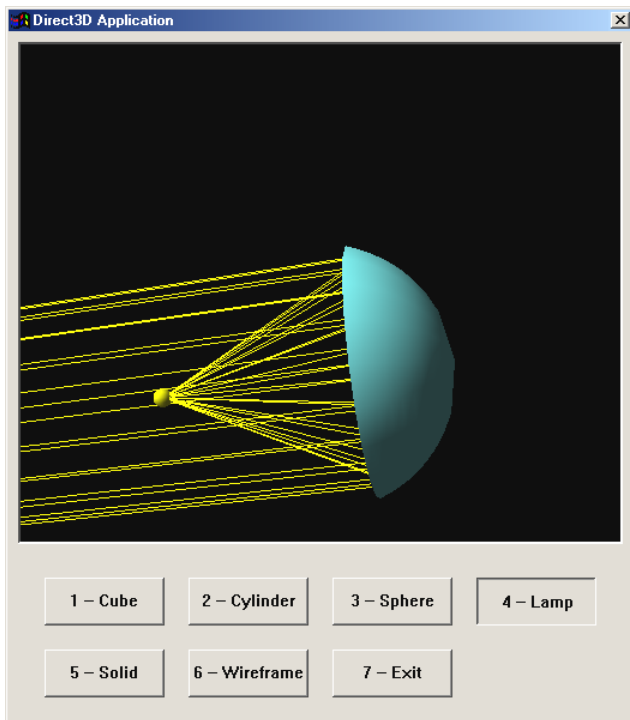 Direct3D Application
1 – Cube
2 – Cylinder
3 – Sphere
4 – Lamp
5 – Solid
6 – Wireframe
7 – Exit